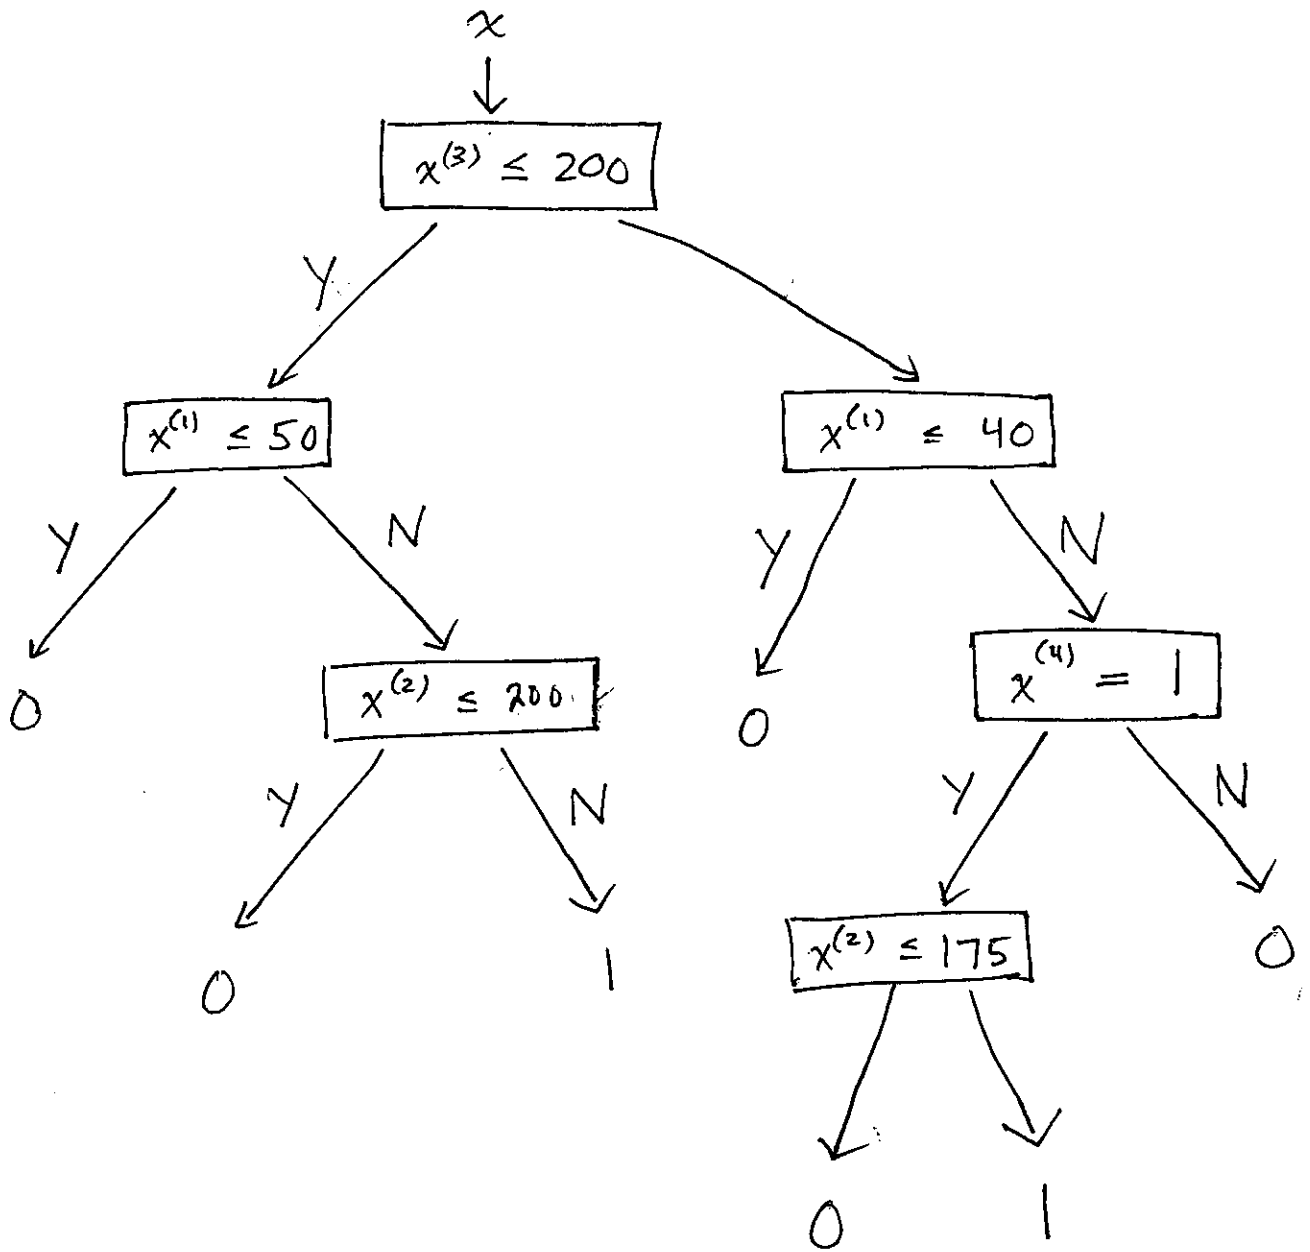 x
x^(3) ≤ 200
Y
x^(1) ≤ 50
x^(1) ≤ 40
Y N
Y N
0
x^(2) ≤ 200
0
x^(4) = 1
Y N
Y N
0
1
x^(2) ≤ 175
0
0
1